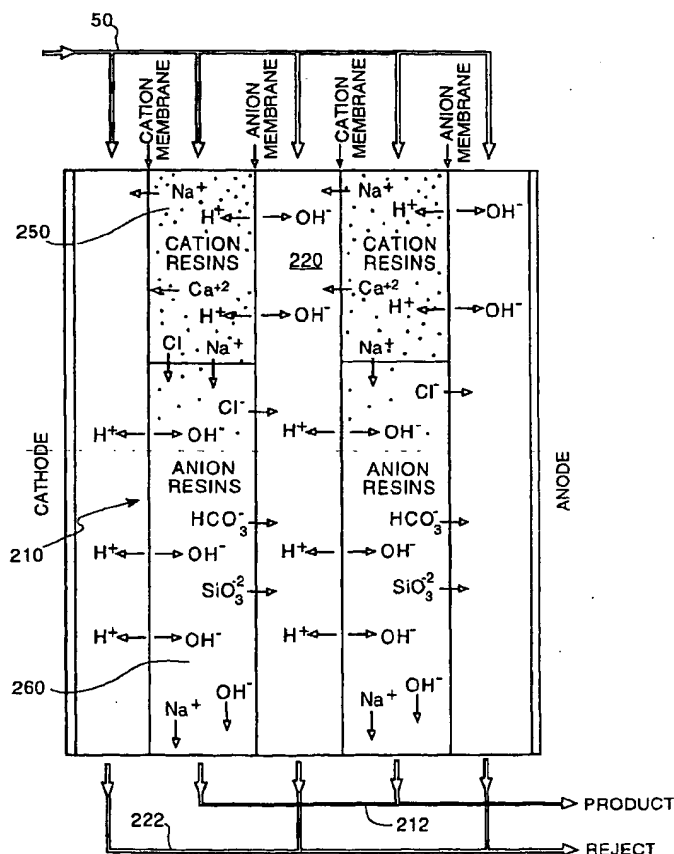 50
CATION MEMBRANE
ANION MEMBRANE
CATION MEMBRANE
ANION MEMBRANE
Na+
H+ OH-
CATION RESINS
Ca+2
H+ OH-
Cl Na+
250
220
Na+
H+ OH-
CATION RESINS
Ca+2
H+ OH-
Na+
Cl-
H+ OH-
ANION RESINS
HCO3-
H+ OH-
SiO3-2
H+ OH-
Na+ OH-
Cl-
H+ OH-
ANION RESINS
HCO3-
H+ OH-
SiO3-2
H+ OH-
Na+ OH-
CATHODE
ANODE
210
260
PRODUCT
212
222
REJECT